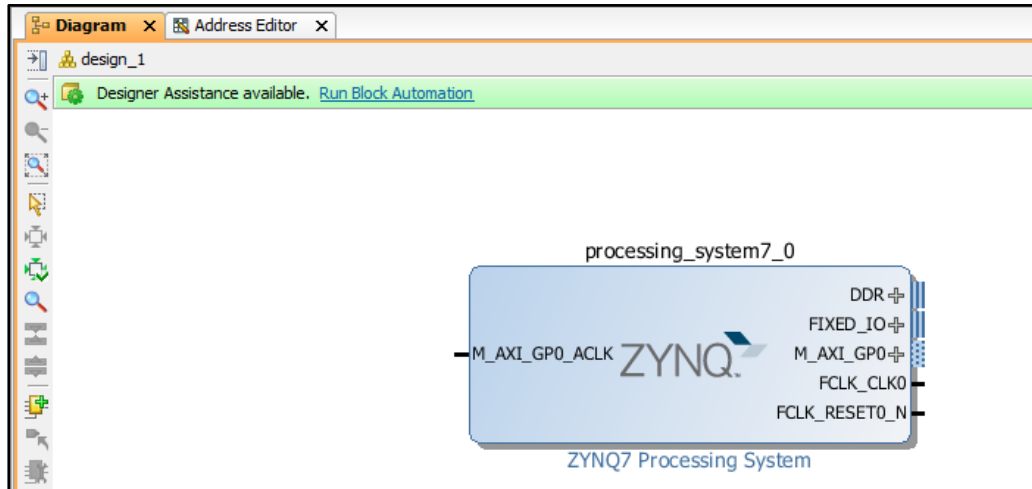 Diagram X Address Editor X
design_1
Designer Assistance available. Run Block Automation
processing_system7_0
DDR
FIXED_IO
M_AXI_GP0_ACLK ZYNQ. M_AXI_GP0
FCLK_CLK0
FCLK_RESET0_N
ZYNQ7 Processing System